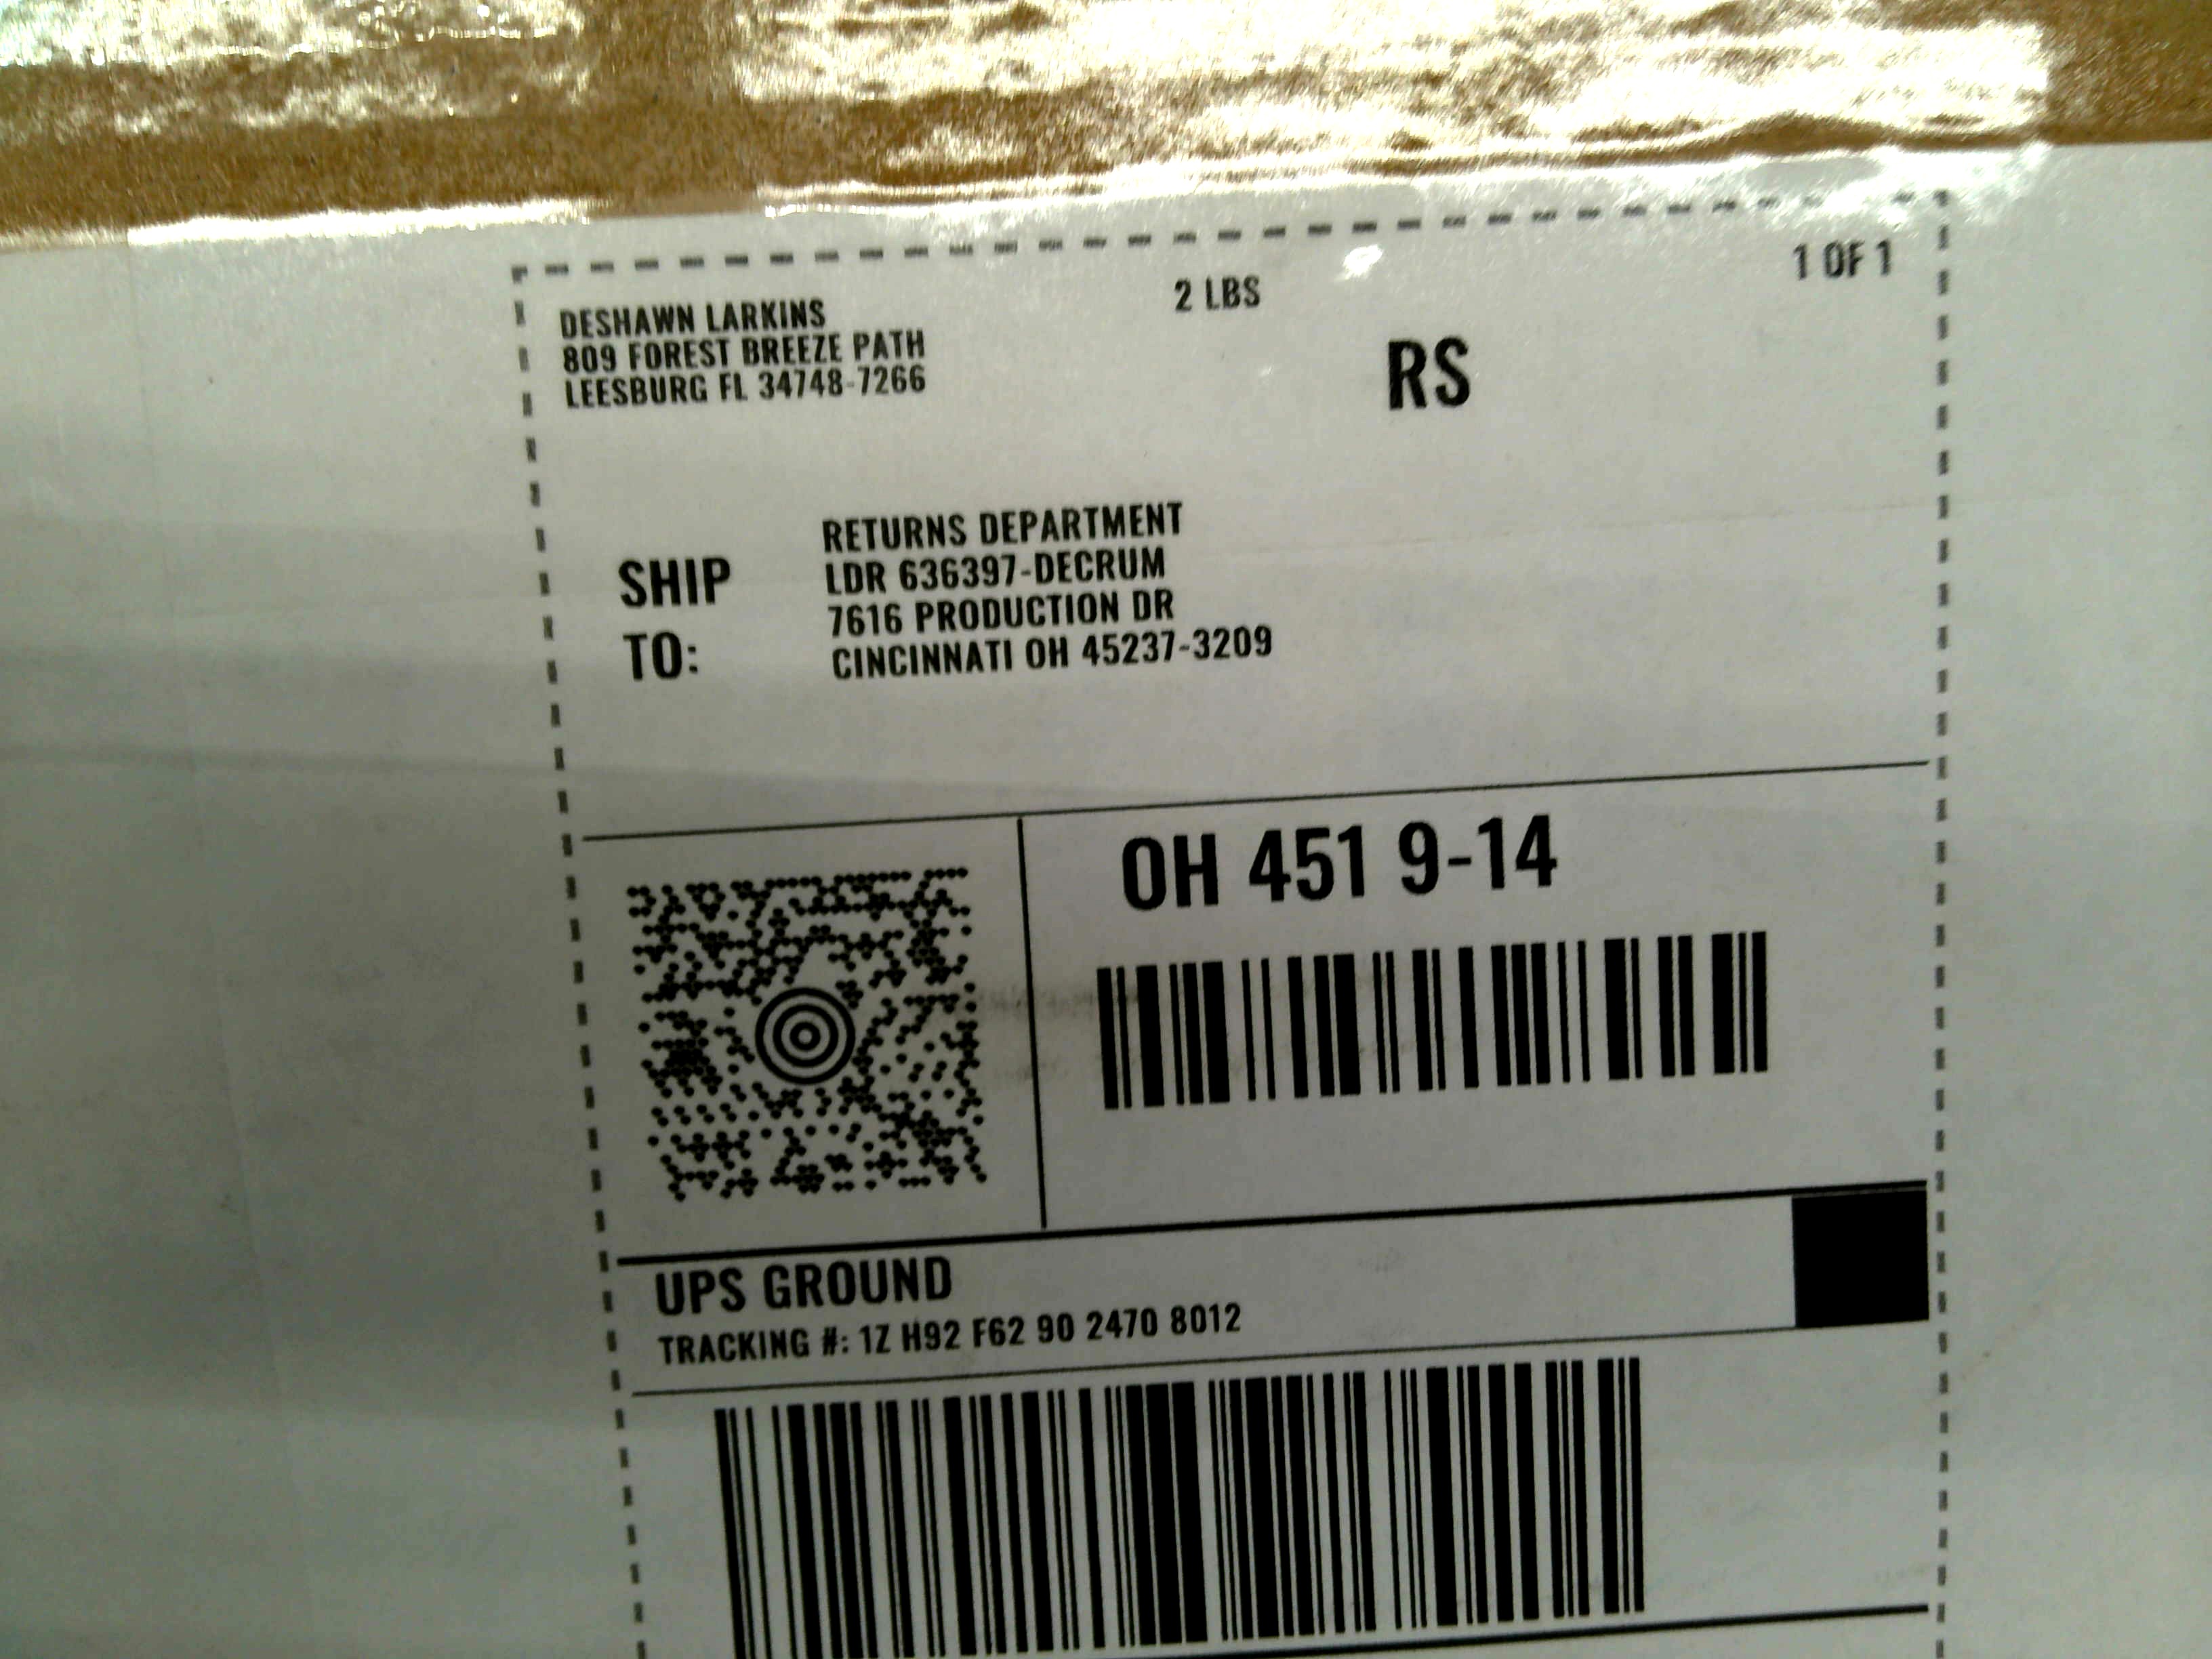 DESHAWN LARKINS
809 FOREST BREEZE PATH
LEESBURG FL 34748-7266
2 LBS
1 OF 1
RS
SHIP TO:
RETURNS DEPARTMENT
LDR 636397-DECRUM
7616 PRODUCTION DR
CINCINNATI OH 45237-3209
OH 451 9-14
UPS GROUND
TRACKING #: 1Z H92 F62 90 2470 8012